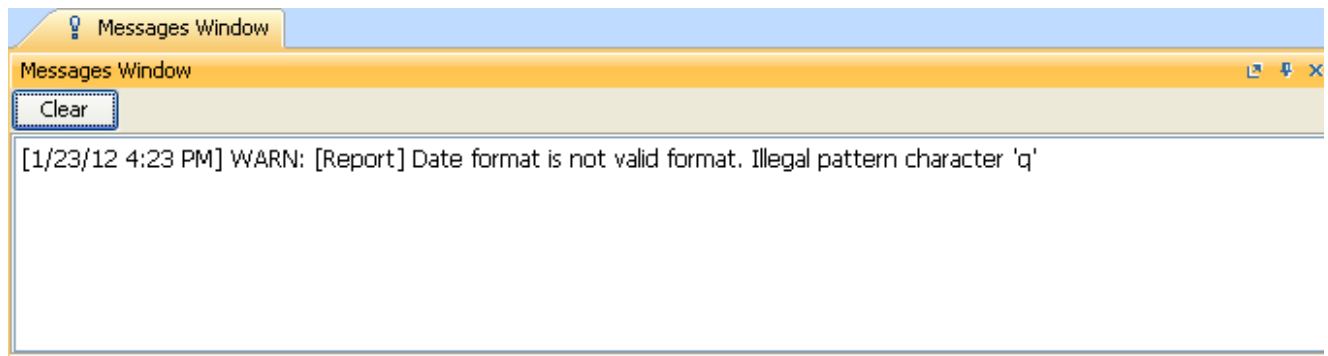 Messages Window
Messages Window
Clear
[1/23/12 4:23 PM] WARN: [Report] Date format is not valid format. Illegal pattern character 'q'